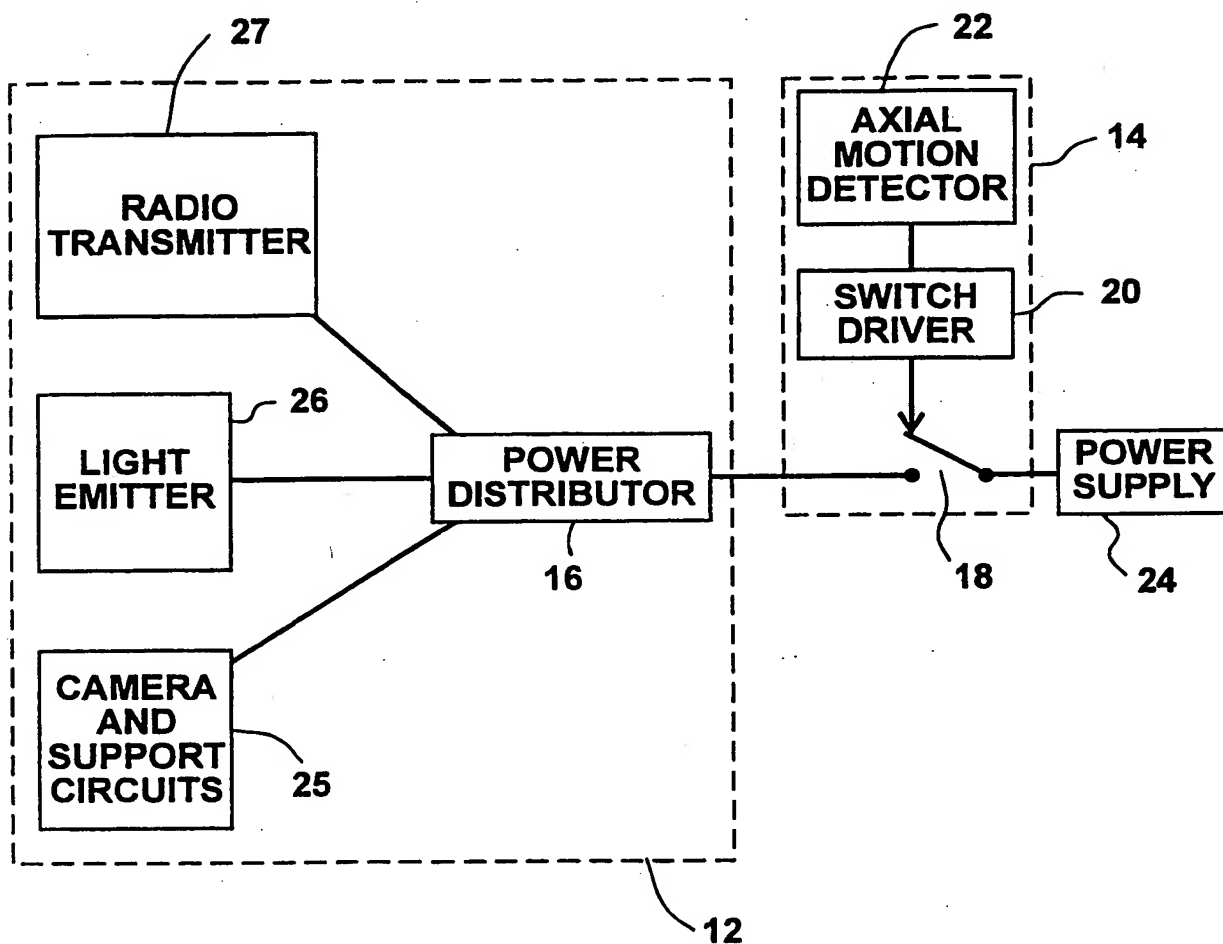 27
22
AXIAL
MOTION
DETECTOR
14
RADIO
TRANSMITTER
SWITCH
DRIVER
20
26
LIGHT
EMITTER
POWER
DISTRIBUTOR
POWER
SUPPLY
16
18
24
CAMERA
AND
SUPPORT
CIRCUITS
25
12